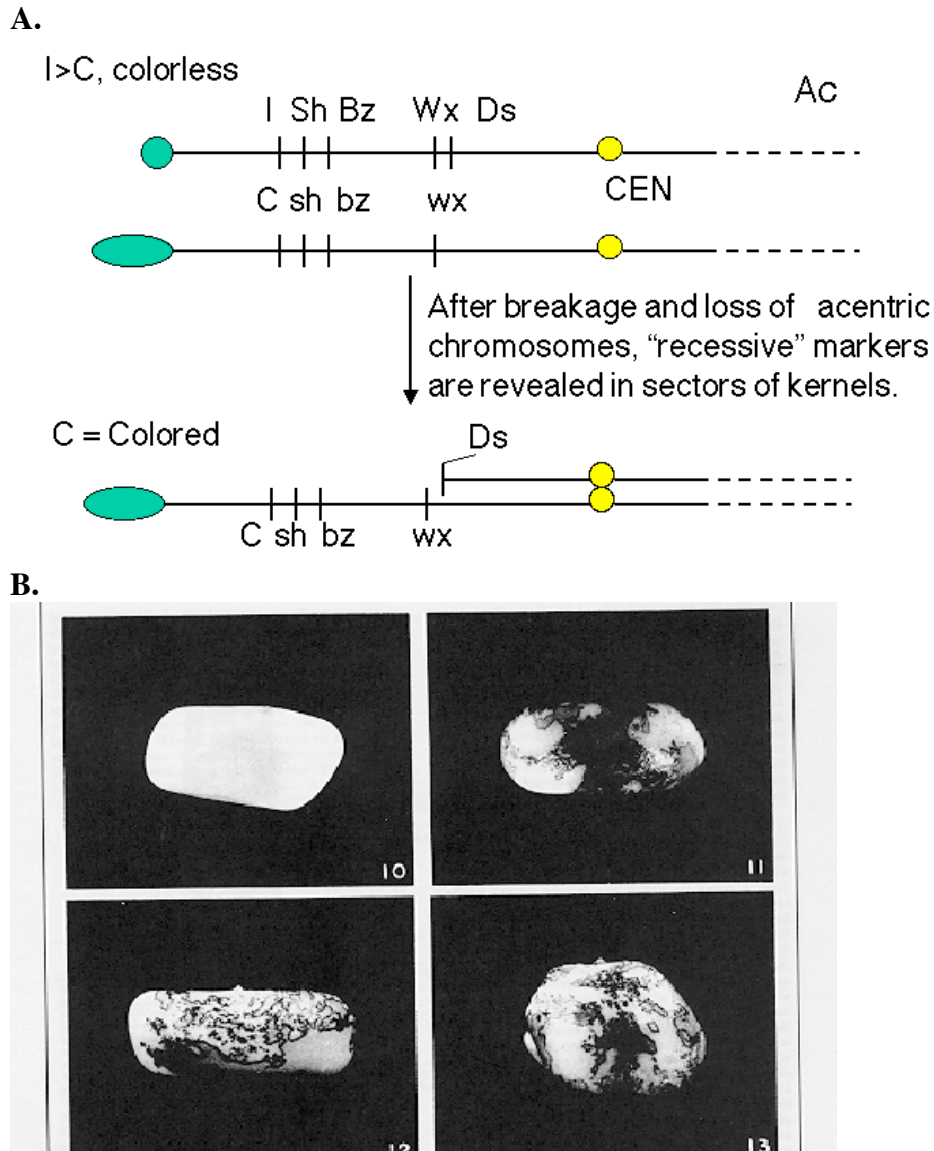 A.
I>C, colorless
Ac
I Sh Bz Wx Ds
CEN
C sh bz wx
After breakage and loss of acentric
chromosomes, “recessive” markers
are revealed in sectors of kernels.
C = Colored
Ds
C sh bz wx
B.
10
11
12
13